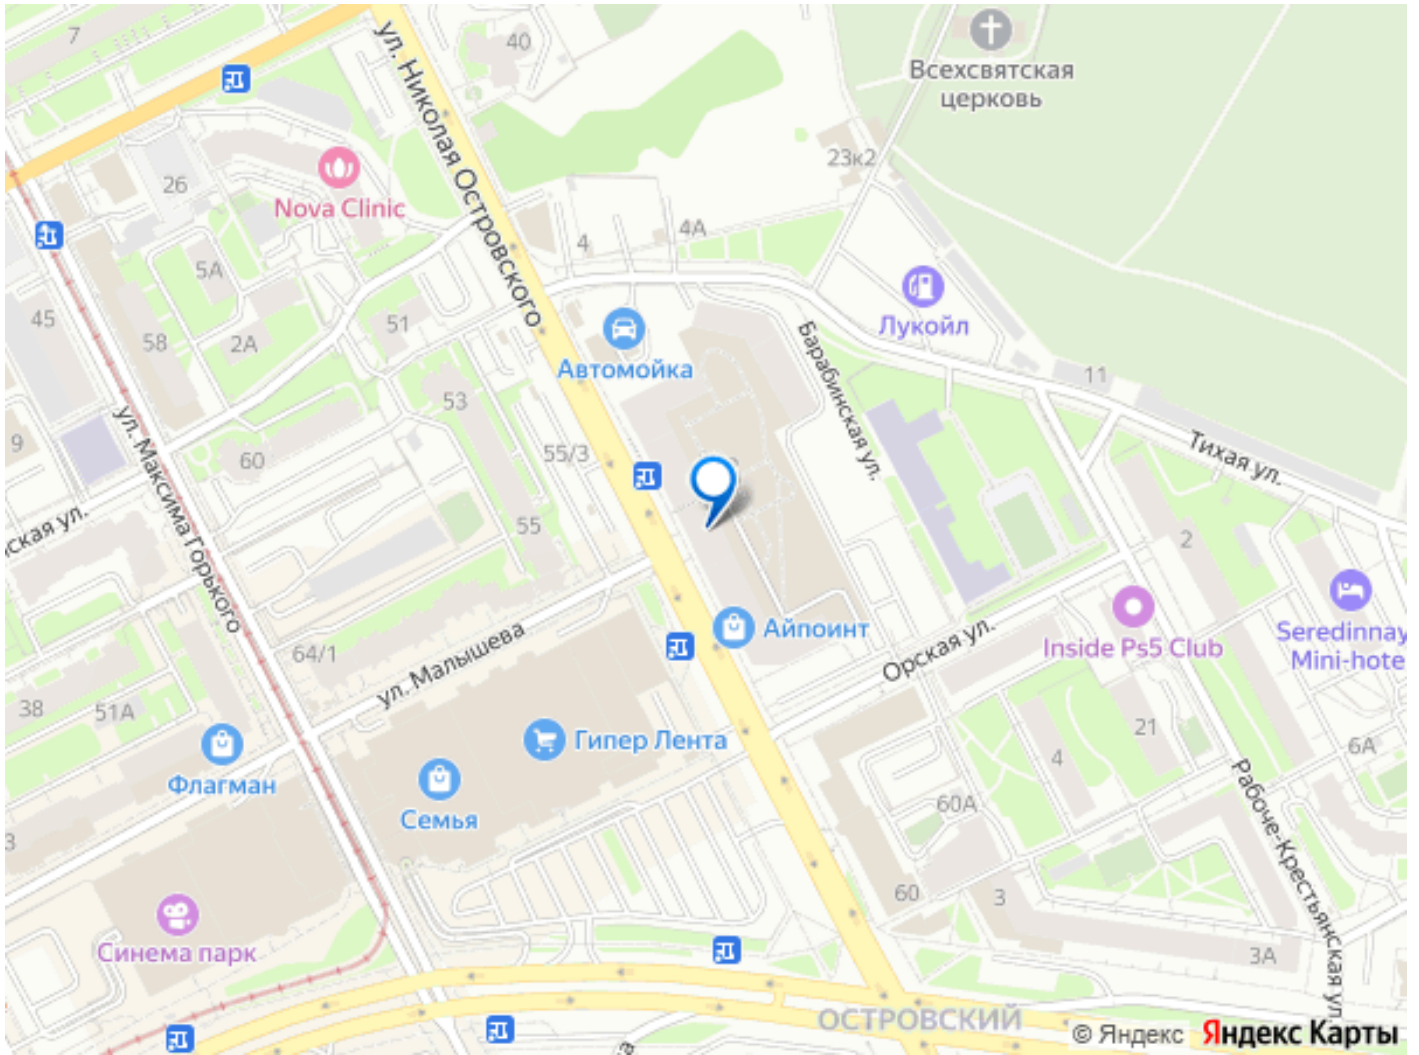 7
40
Всехсвятская
церковь
ул. Николая Островского
23к2
26
Nova Clinic
4А
4
5А
Лукойл
45
51
58
2А
Автомойка
Барабинская ул.
11
53
ул. Максима Горького
9
60
55/3
Тихая ул.
55
ская ул.
2
Айпоинт
Орская ул.
Inside Ps5 Club
Seredinnay
Mini-hote
64/1
ул. Малышева
38
51А
21
Гипер Лента
4
6А
Флагман
Семья
60А
Рабоче-Крестьянская ул.
3
60
3
Синема парк
3А
ОСТРОВСКИЙ
© Яндекс Яндекс Карты